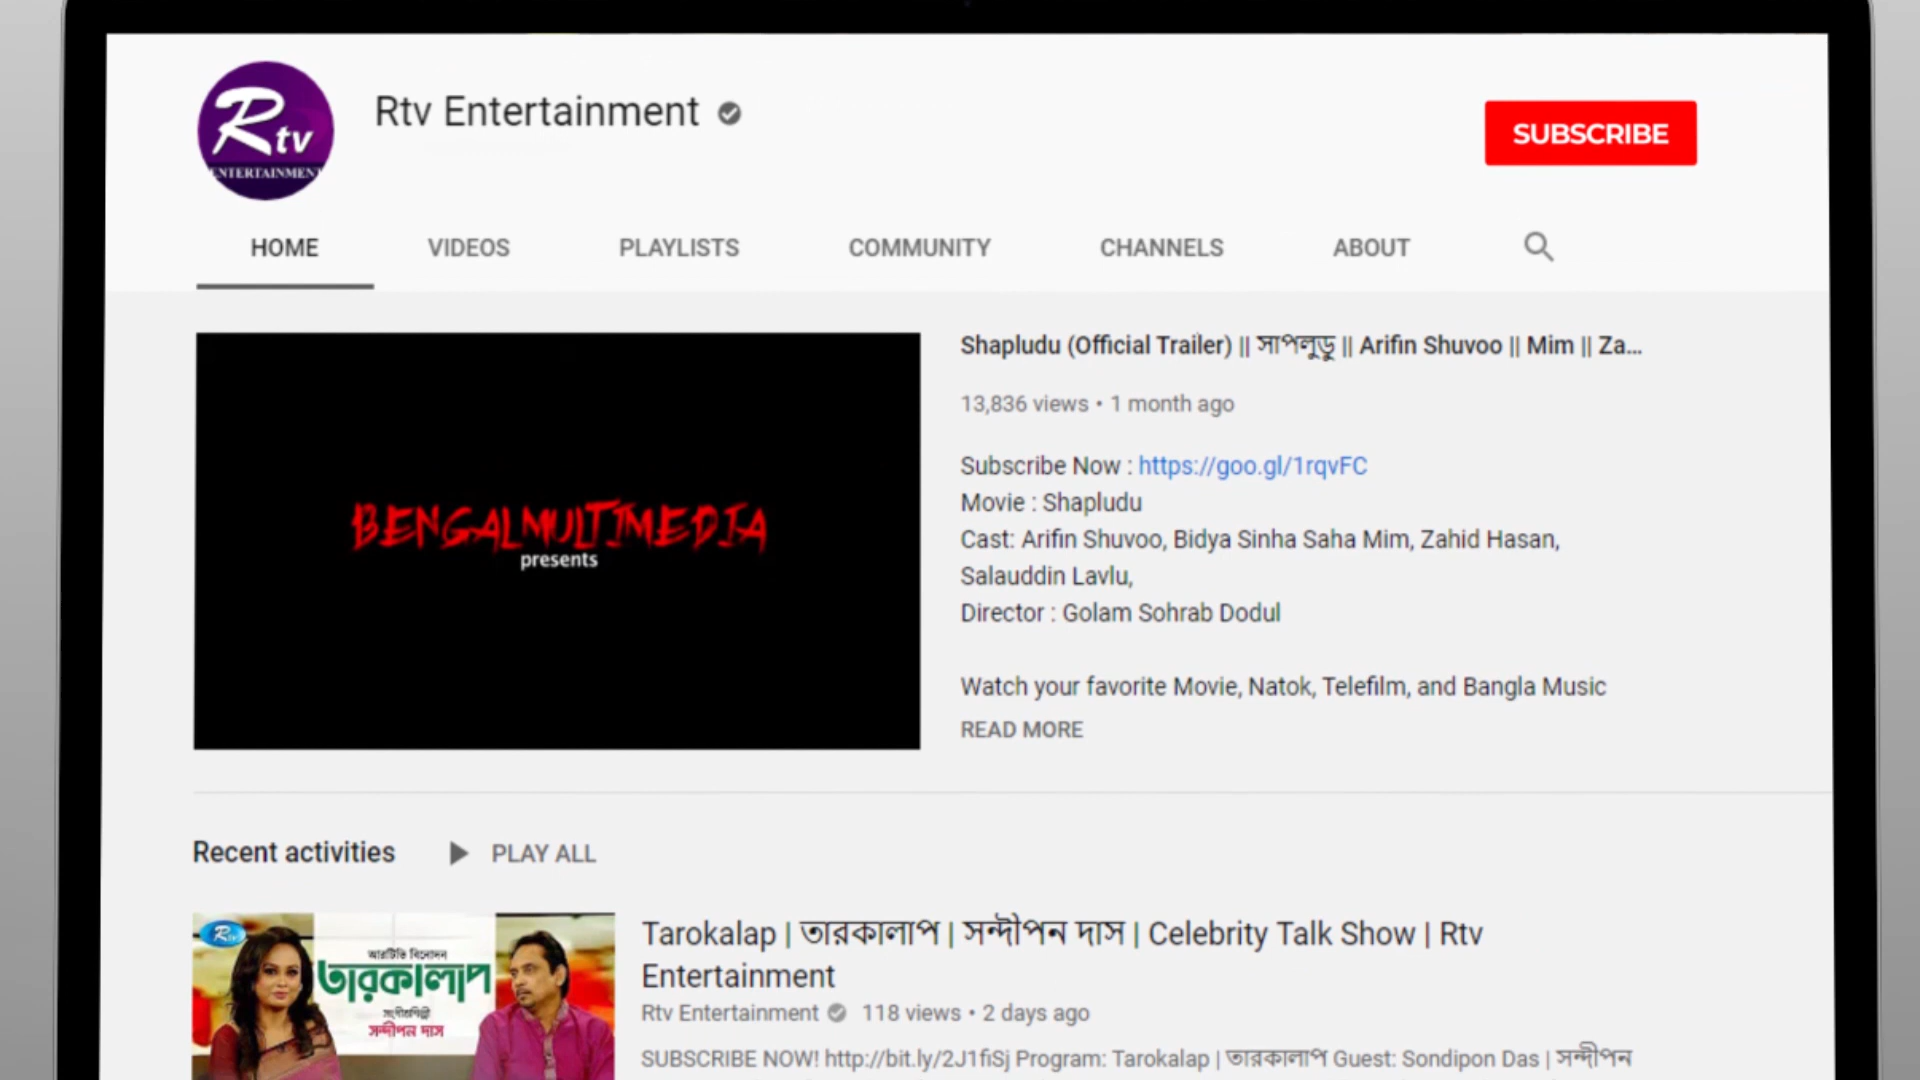 Rtv
ENTERTAINMENT
Rtv Entertainment
SUBSCRIBE
HOME
VIDEOS
PLAYLISTS
COMMUNITY
CHANNELS
ABOUT
Shapludu (Official Trailer) || সাপলুডু || Arifin Shuvoo || Mim || Za...
13,836 views • 1 month ago
BENGALMULTIMEDIA
presents
Subscribe Now : https://goo.gl/1rqvFC
Movie : Shapludu
Cast: Arifin Shuvoo, Bidya Sinha Saha Mim, Zahid Hasan,
Salauddin Lavlu,
Director : Golam Sohrab Dodul
Watch your favorite Movie, Natok, Telefilm, and Bangla Music
READ MORE
Recent activities
PLAY ALL
Rtv
আরটিভি বিনোদন
তারকালাপ
সংগীতশিল্পী
সন্দীপন দাস
Tarokalap | তারকালাপ | সন্দীপন দাস | Celebrity Talk Show | Rtv
Entertainment
Rtv Entertainment 118 views • 2 days ago
SUBSCRIBE NOW! http://bit.ly/2J1fiSj Program: Tarokalap | তারকালাপ Guest: Sondipon Das | সন্দীপন